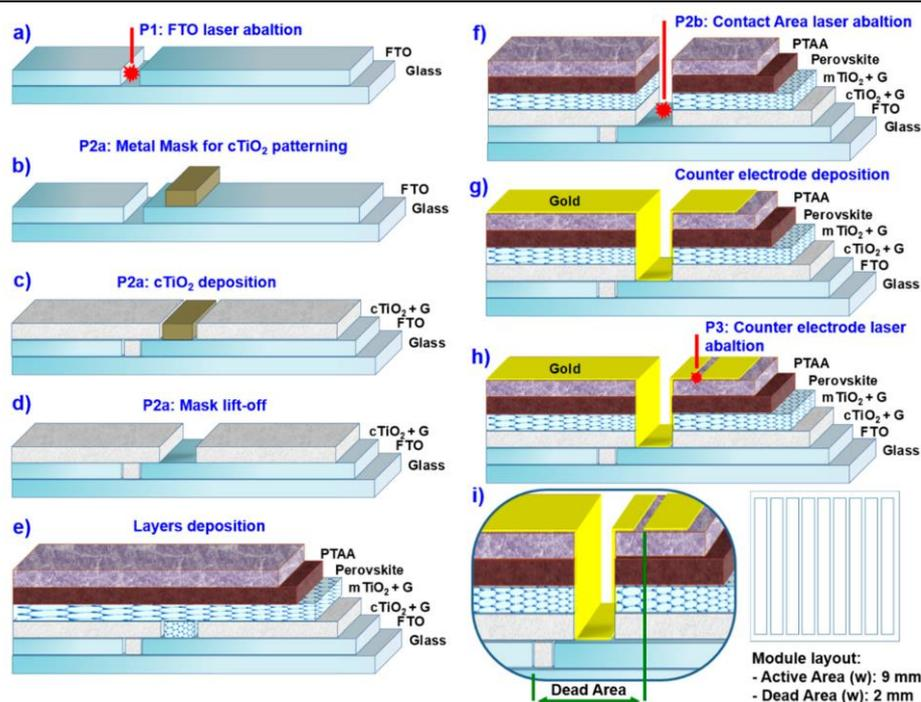 a)
P1: FTO laser abaltion
FTO
Glass
P2a: Metal Mask for cTiO₂ patterning
b)
FTO
Glass
c)
P2a: cTiO₂ deposition
cTiO₂ + G
FTO
Glass
d)
P2a: Mask lift-off
cTiO₂ + G
FTO
Glass
e)
Layers deposition
PTAA
Perovskite
mTiO₂ + G
cTiO₂ + G
FTO
Glass
f)
P2b: Contact Area laser abaltion
PTAA
Perovskite
mTiO₂ + G
cTiO₂ + G
FTO
Glass
g)
Counter electrode deposition
Gold
PTAA
Perovskite
mTiO₂ + G
cTiO₂ + G
FTO
Glass
P3: Counter electrode laser
abaltion
h)
Gold
PTAA
Perovskite
mTiO₂ + G
cTiO₂ + G
FTO
Glass
i)
Dead Area
Module layout:
- Active Area (w): 9 mm
- Dead Area (w): 2 mm